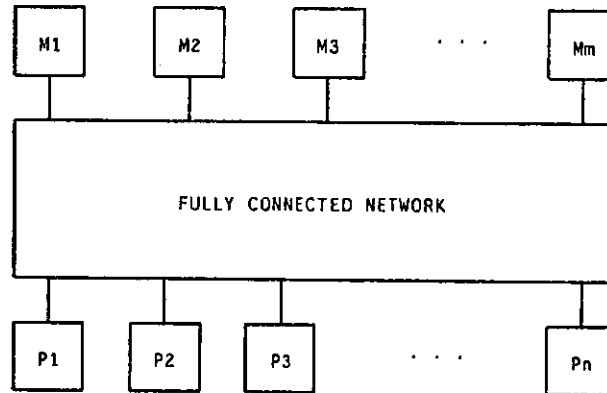 M1 M2 M3 . . . Mm
FULLY CONNECTED NETWORK
P1 P2 P3 . . . Pn